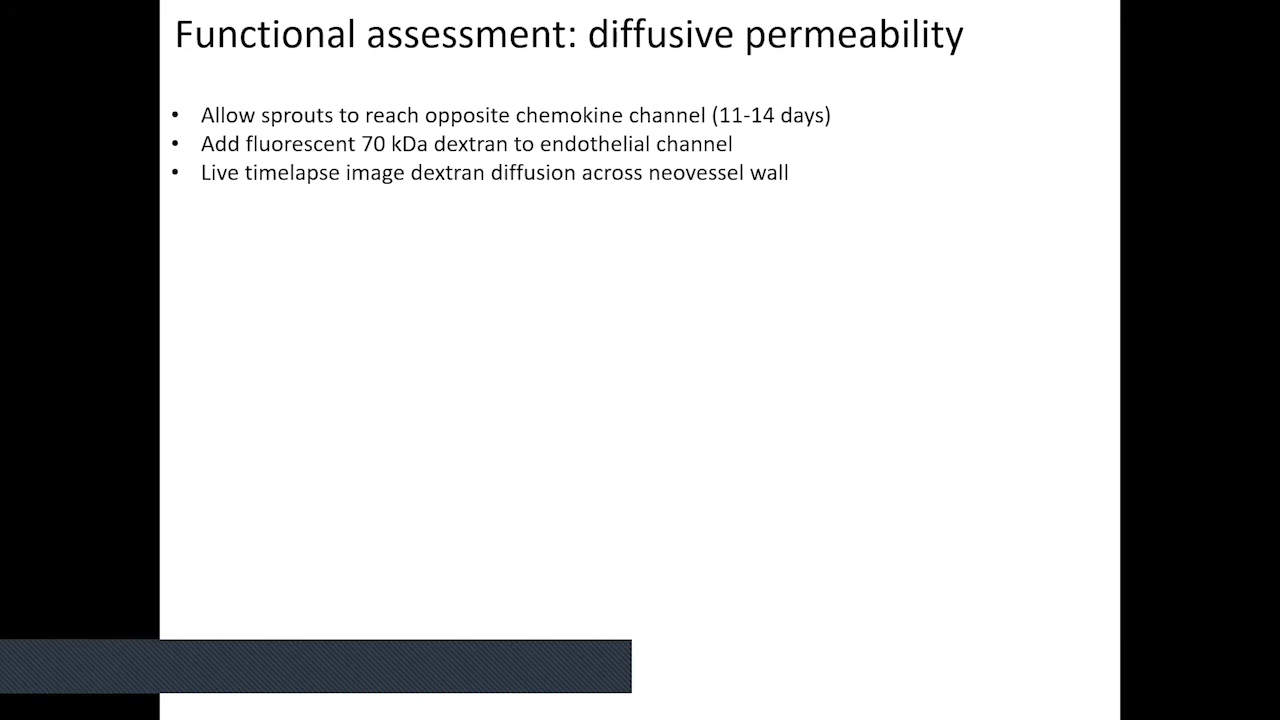 Functional assessment: diffusive permeability
• Allow sprouts to reach opposite chemokine channel (11-14 days)
• Add fluorescent 70 kDa dextran to endothelial channel
• Live timelapse image dextran diffusion across neovessel wall